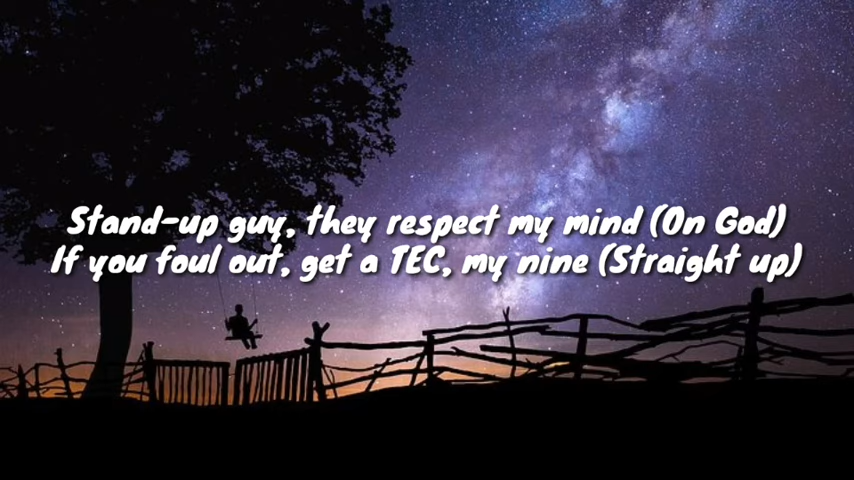 Stand-up guy, they respect my mind (On God)
If you foul out, get a TEC, my nine (Straight up)